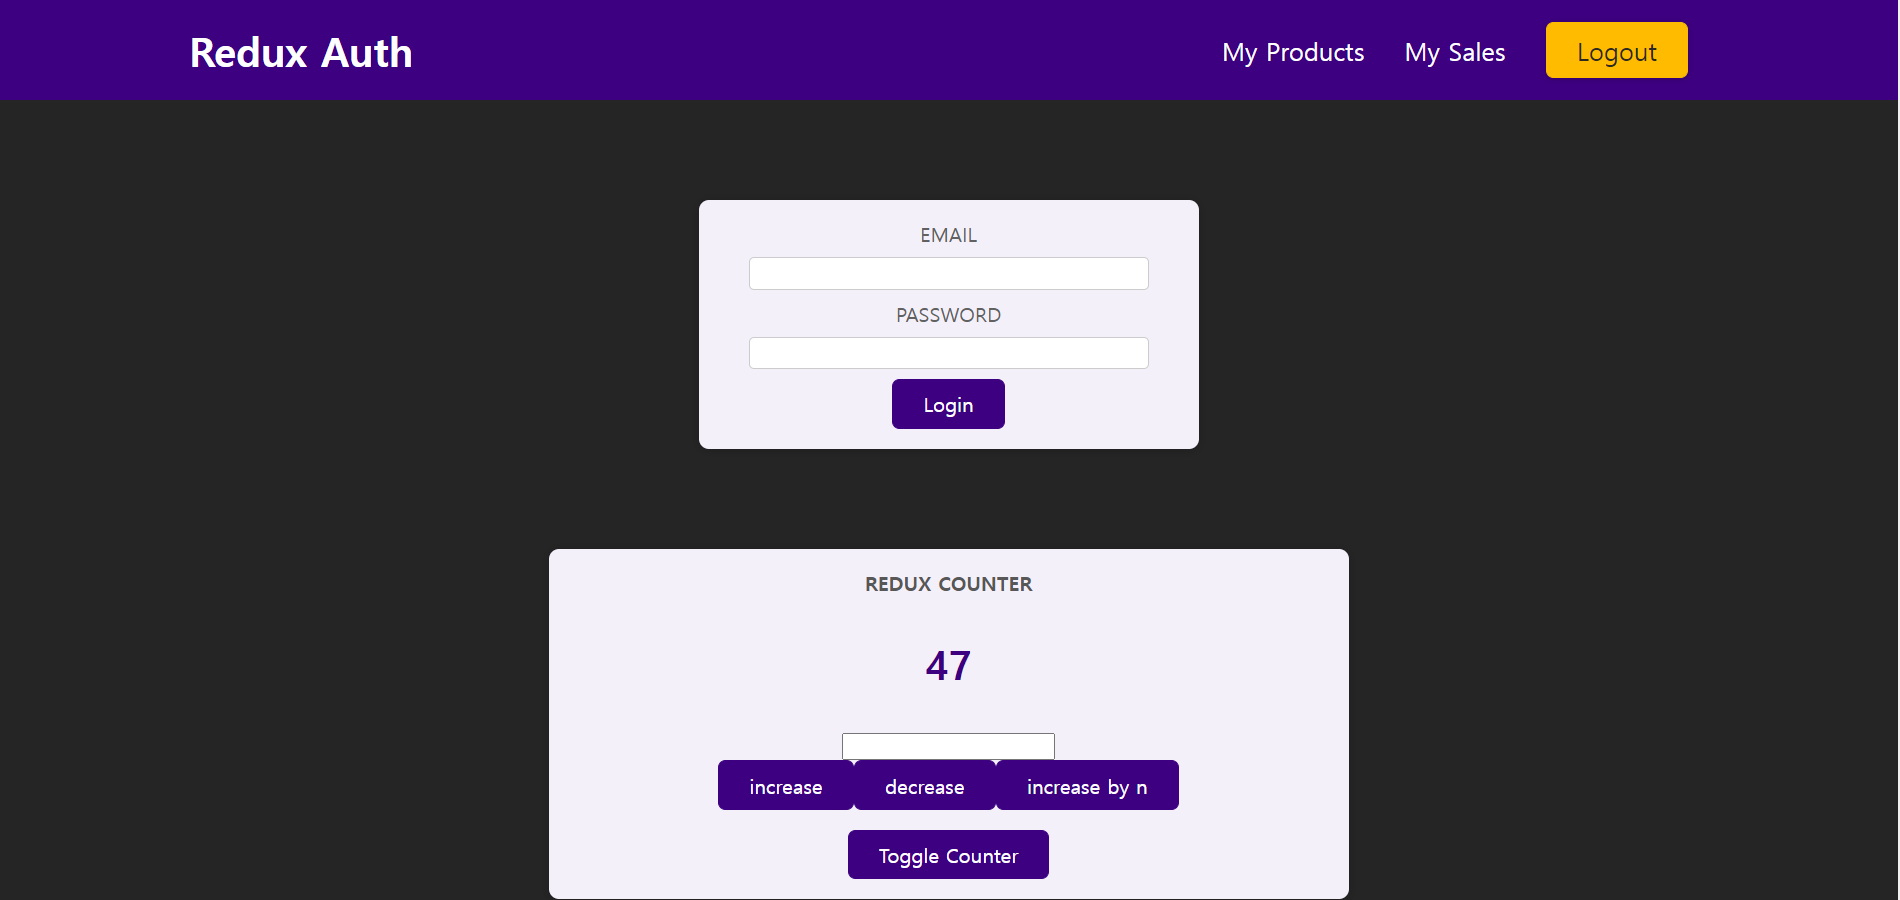 Redux Auth My Products My Sales Logout
EMAIL
PASSWORD
Login
REDUX COUNTER
47
increase decrease increase by n
Toggle Counter